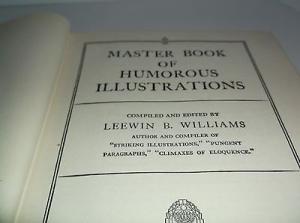 MASTER BOOK
OF
HUMOROUS
ILLUSTRATIONS
COMPILED AND EDITED BY
LEEWIN B. WILLIAMS
AUTHOR AND COMPILER OF
"STRIKING ILLUSTRATIONS," "PUNGENT
PARAGRAPHS," "CLIMAXES OF ELOQUENCE."